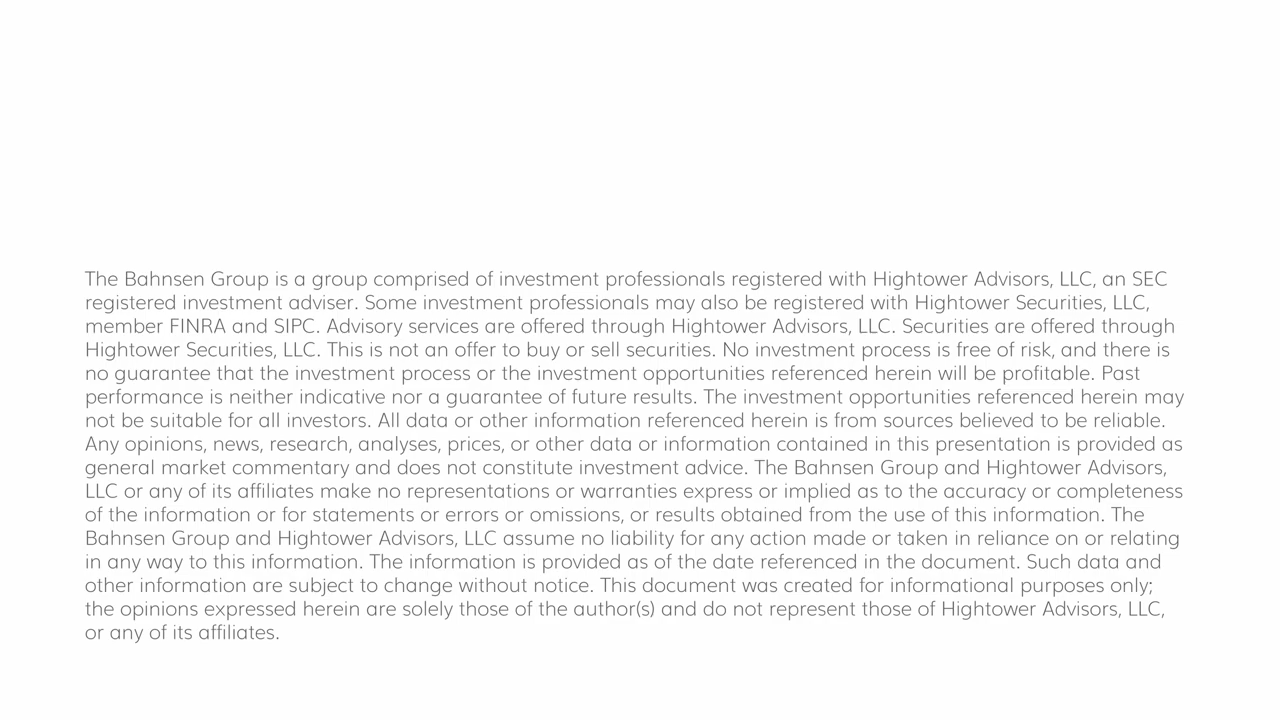 The Bahnsen Group is a group comprised of investment professionals registered with Hightower Advisors, LLC, an SEC
registered investment adviser. Some investment professionals may also be registered with Hightower Securities, LLC,
member FINRA and SIPC. Advisory services are offered through Hightower Advisors, LLC. Securities are offered through
Hightower Securities, LLC. This is not an offer to buy or sell securities. No investment process is free of risk, and there is
no guarantee that the investment process or the investment opportunities referenced herein will be profitable. Past
performance is neither indicative nor a guarantee of future results. The investment opportunities referenced herein may
not be suitable for all investors. All data or other information referenced herein is from sources believed to be reliable.
Any opinions, news, research, analyses, prices, or other data or information contained in this presentation is provided as
general market commentary and does not constitute investment advice. The Bahnsen Group and Hightower Advisors,
LLC or any of its affiliates make no representations or warranties express or implied as to the accuracy or completeness
of the information or for statements or errors or omissions, or results obtained from the use of this information. The
Bahnsen Group and Hightower Advisors, LLC assume no liability for any action made or taken in reliance on or relating
in any way to this information. The information is provided as of the date referenced in the document. Such data and
other information are subject to change without notice. This document was created for informational purposes only;
the opinions expressed herein are solely those of the author(s) and do not represent those of Hightower Advisors, LLC,
or any of its affiliates.